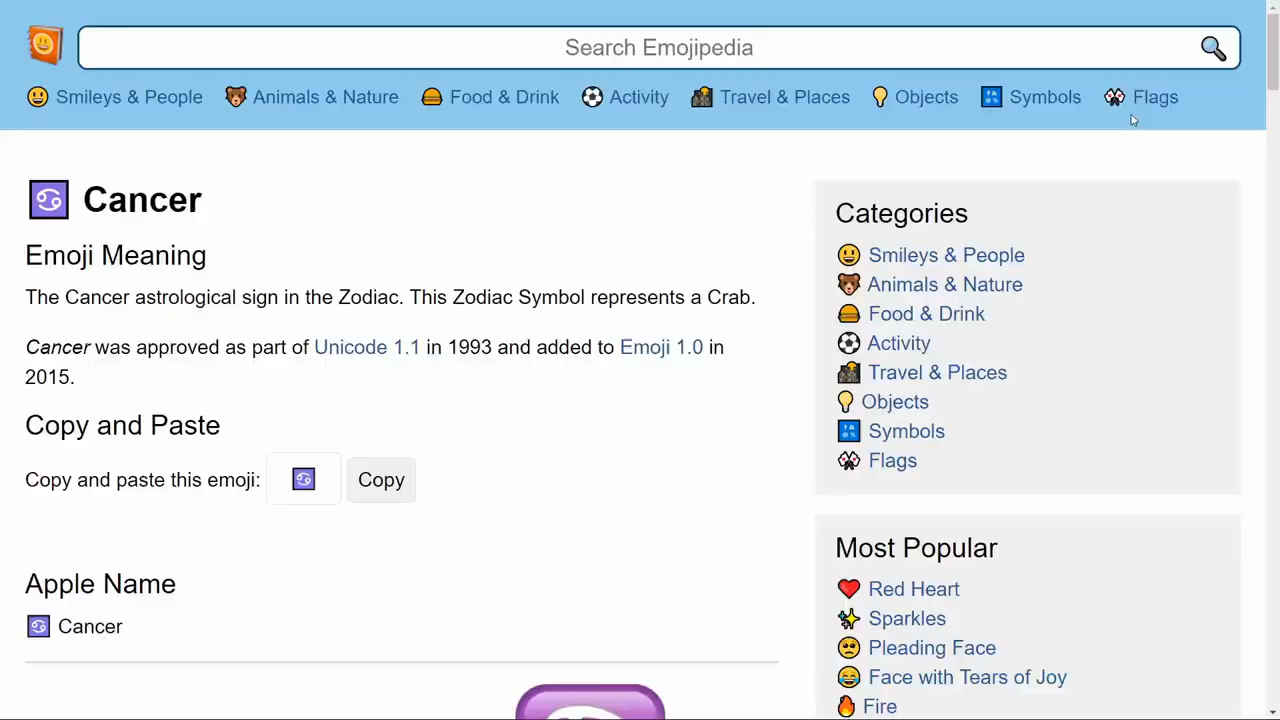 Search Emojipedia
Smileys & People Animals & Nature Food & Drink Activity Travel & Places Objects Symbols Flags
Cancer
Emoji Meaning
The Cancer astrological sign in the Zodiac. This Zodiac Symbol represents a Crab.
Cancer was approved as part of Unicode 1.1 in 1993 and added to Emoji 1.0 in
2015.
Copy and Paste
Copy and paste this emoji: Copy
Apple Name
Cancer
Categories
Smileys & People
Animals & Nature
Food & Drink
Activity
Travel & Places
Objects
Symbols
Flags
Most Popular
Red Heart
Sparkles
Pleading Face
Face with Tears of Joy
Fire